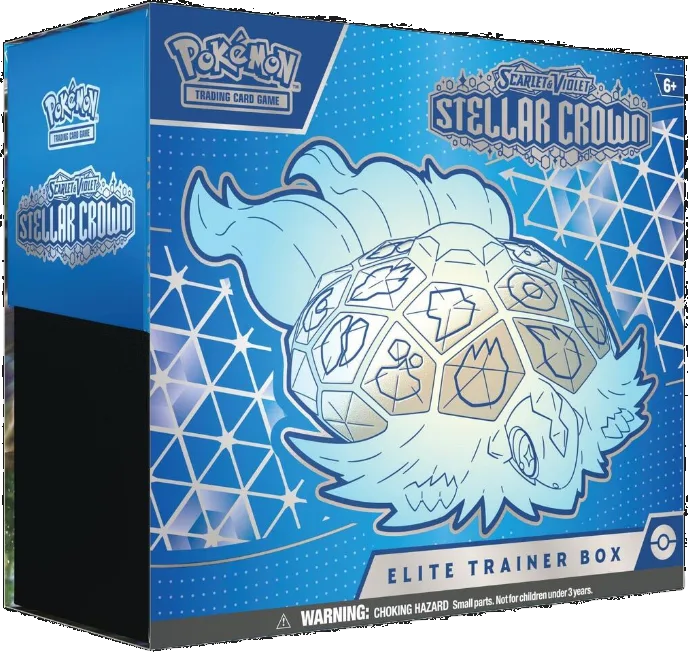 POKéMON
TRADING CARD GAME
SCARLET & VIOLET
STELLAR CROWN
POKéMON
TRADING CARD GAME
™
SCARLET & VIOLET
STELLAR CROWN
6+
ELITE TRAINER BOX
WARNING: CHOKING HAZARD Small parts. Not for children under 3 years.